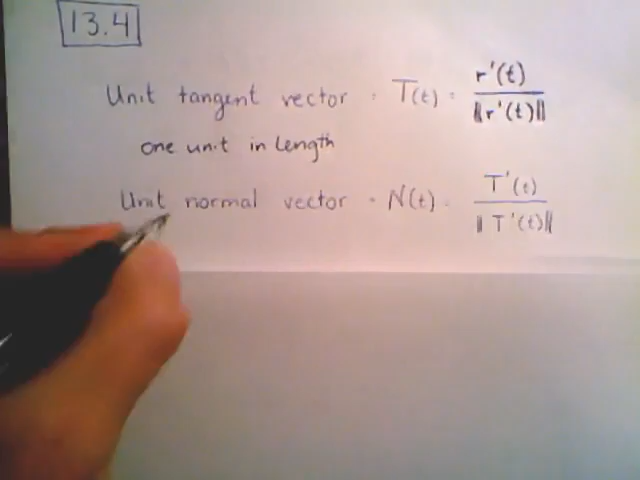 13.4
Unit tangent vector = T(t) = r'(t) / ||r'(t)||
one unit in length
Unit normal vector = N(t) = T'(t) / ||T'(t)||